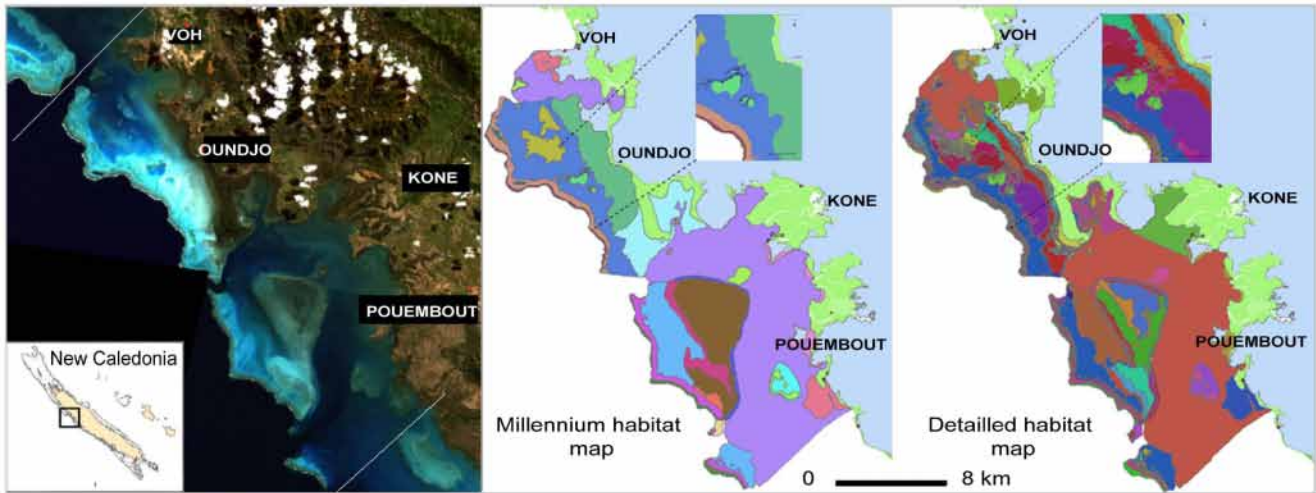 VOH
OUNDJO
KONE
POUEMBOUT
New Caledonia
VOH
OUNDJO
KONE
POUEMBOUT
Millennium habitat
map
VOH
OUNDJO
KONE
POUEMBOUT
Detailled habitat
map
0 8 km